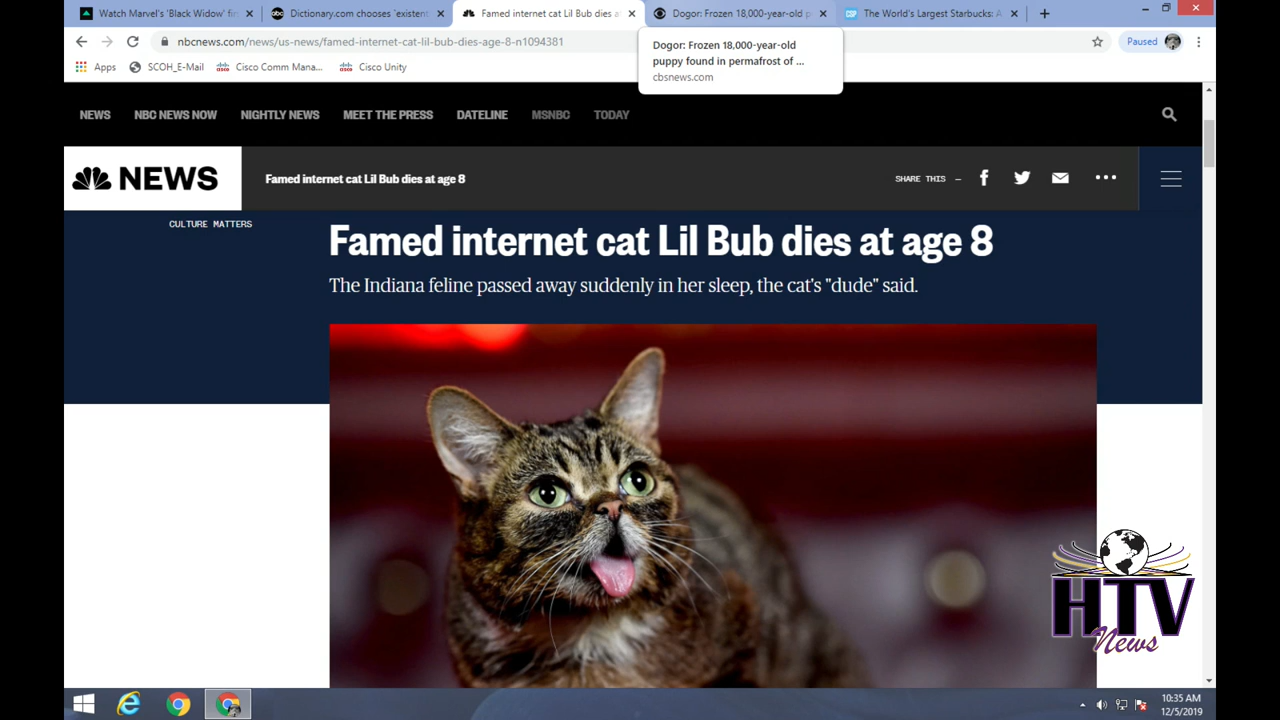 Watch Marvel's 'Black Widow' fir
Dictionary.com chooses 'existent
Famed internet cat Lil Bub dies a
Dogor: Frozen 18,000-year-old p
The World's Largest Starbucks: A
nbcnews.com/news/us-news/famed-internet-cat-lil-bub-dies-age-8-n1094381
Paused
Dogor: Frozen 18,000-year-old
puppy found in permafrost of ...
cbsnews.com
Apps
SCOH_E-Mail
Cisco Comm Mana...
Cisco Unity
NEWS NBC NEWS NOW NIGHTLY NEWS MEET THE PRESS DATELINE MSNBC TODAY
NEWS
Famed internet cat Lil Bub dies at age 8
SHARE THIS –
CULTURE MATTERS
Famed internet cat Lil Bub dies at age 8
The Indiana feline passed away suddenly in her sleep, the cat's "dude" said.
HTV
News
10:35 AM
12/5/2019